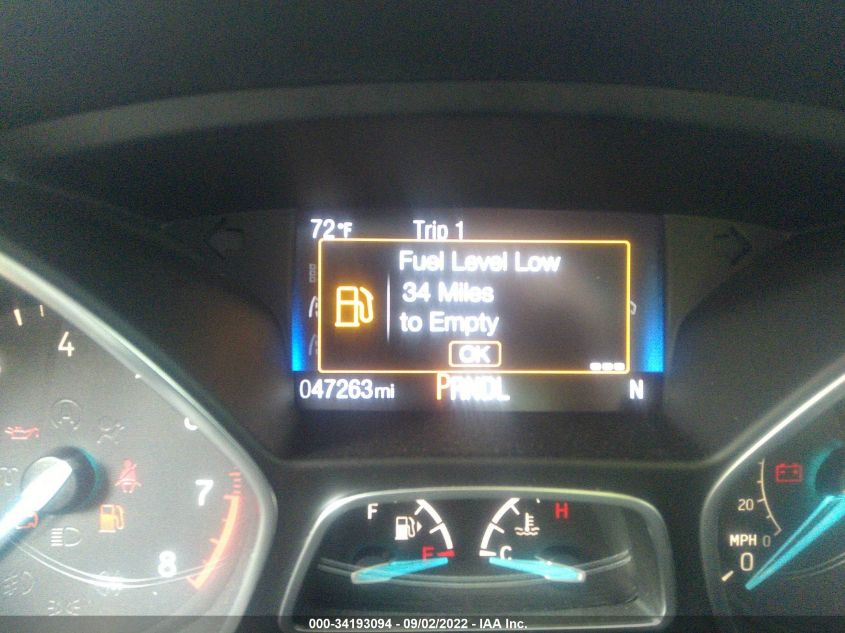 72°F Trip 1
Fuel Level Low
34 Miles
to Empty
OK
047263mi PRNDL N
4
7
8
F H
E C
20
MPH 0
0
000-34193094 - 09/02/2022 - IAA Inc.